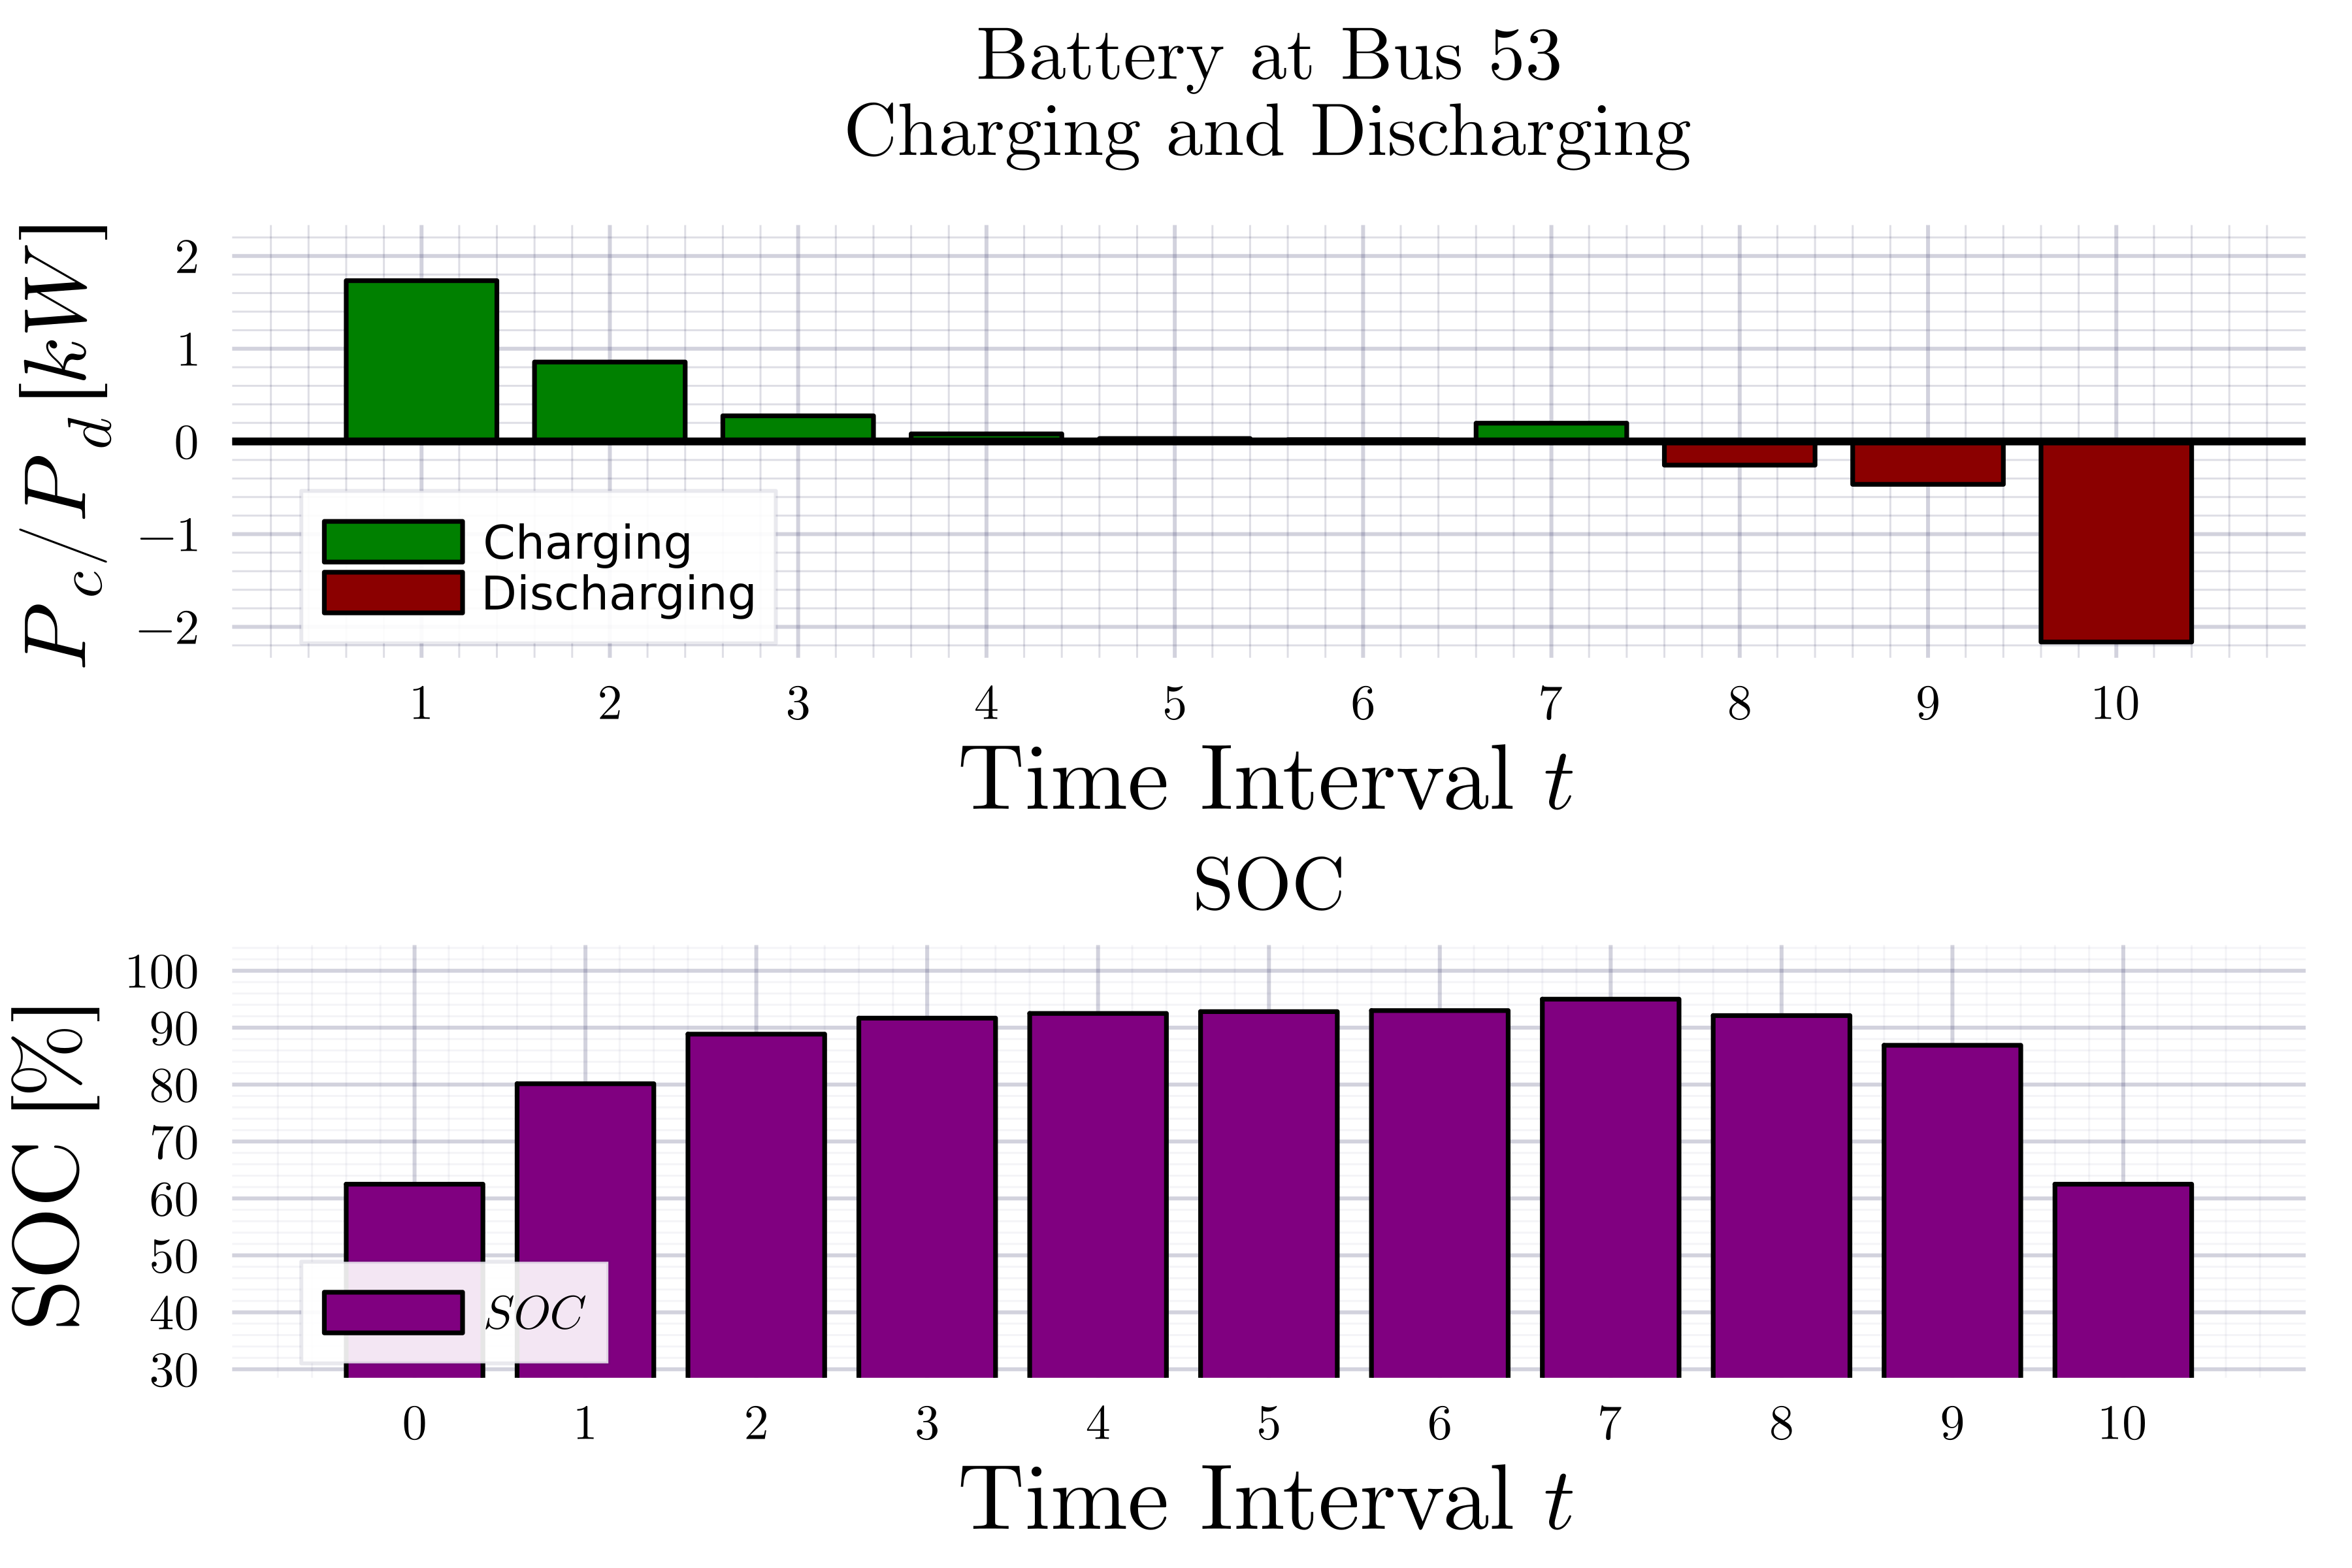 Battery at Bus 53
Charging and Discharging
P_c/P_d [kW]
2
1
0
−1
−2
Charging
Discharging
1 2 3 4 5 6 7 8 9 10
Time Interval t
SOC
SOC [%]
100
90
80
70
60
50
40
30
SOC
0 1 2 3 4 5 6 7 8 9 10
Time Interval t